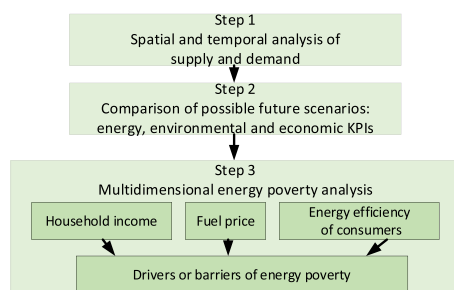 Step 1
Spatial and temporal analysis of
supply and demand
Step 2
Comparison of possible future scenarios:
energy, environmental and economic KPIs
Step 3
Multidimensional energy poverty analysis
Household income
Fuel price
Energy efficiency
of consumers
Drivers or barriers of energy poverty